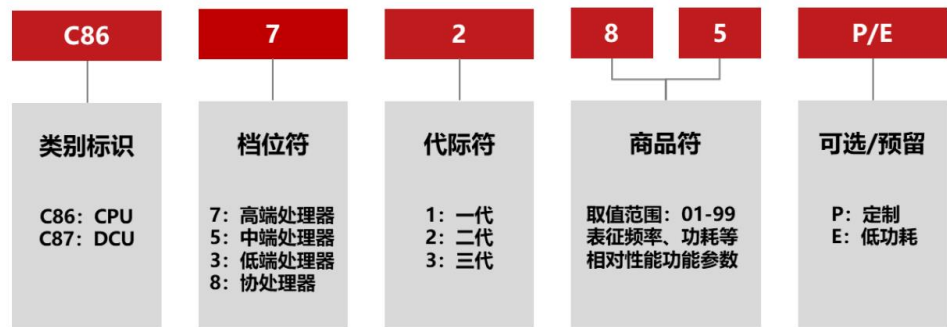 C86 7 2 8 5 P/E
类别标识
C86：CPU
C87：DCU
档位符
7：高端处理器
5：中端处理器
3：低端处理器
8：协处理器
代际符
1：一代
2：二代
3：三代
商品符
取值范围：01-99
表征频率、功耗等
相对性能功能参数
可选/预留
P：定制
E：低功耗